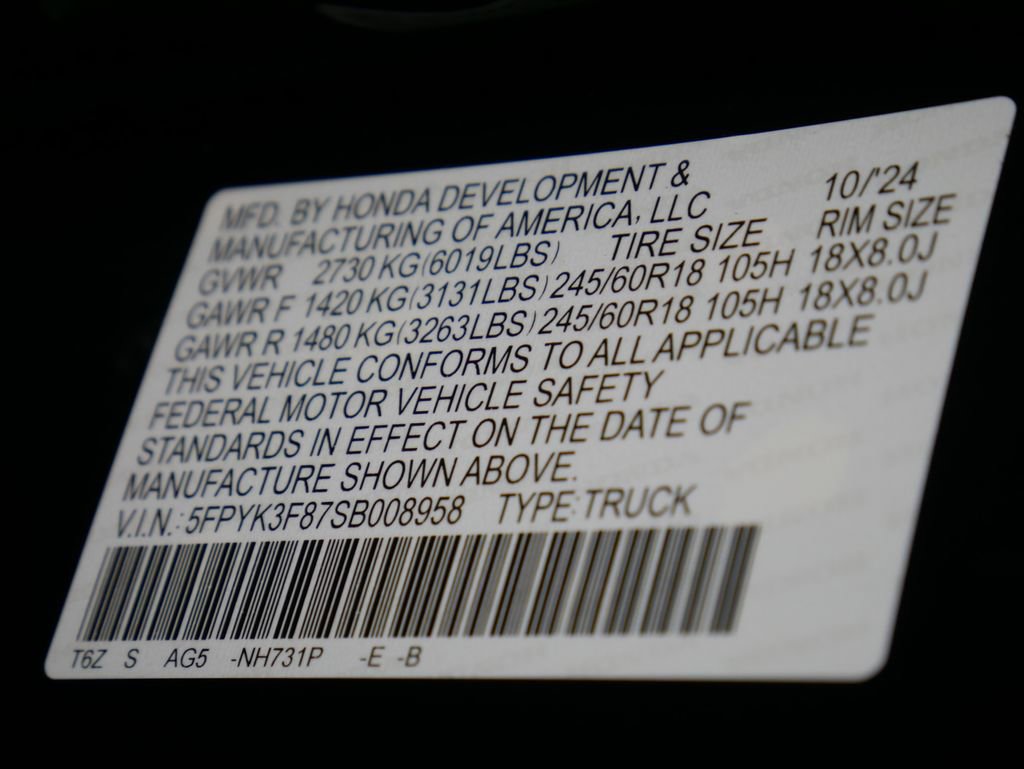 MFD. BY HONDA DEVELOPMENT &
MANUFACTURING OF AMERICA, LLC 10/'24
GVWR 2730 KG(6019LBS) TIRE SIZE RIM SIZE
GAWR F 1420 KG(3131LBS) 245/60R18 105H 18X8.0J
GAWR R 1480 KG(3263LBS) 245/60R18 105H 18X8.0J
THIS VEHICLE CONFORMS TO ALL APPLICABLE
FEDERAL MOTOR VEHICLE SAFETY
STANDARDS IN EFFECT ON THE DATE OF
MANUFACTURE SHOWN ABOVE.
V.I.N.: 5FPYK3F87SB008958 TYPE:TRUCK
T6Z S AG5 -NH731P -E -B